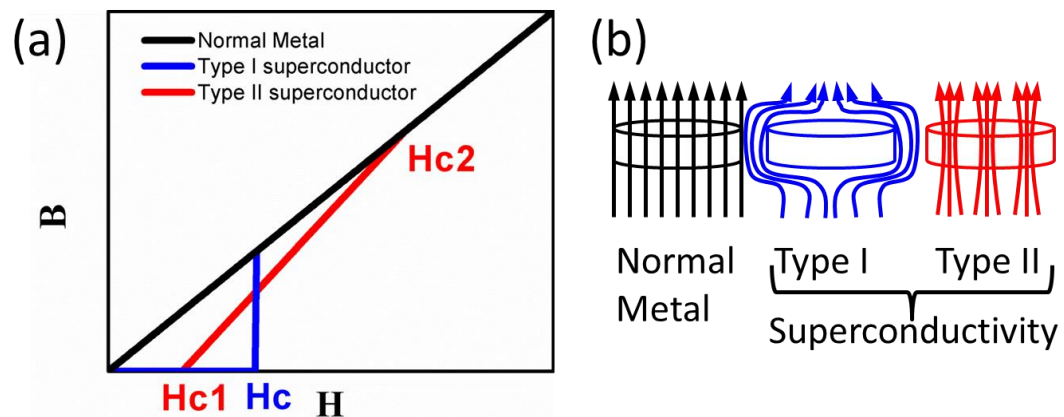 (a)
Normal Metal
Type I superconductor
Type II superconductor
Hc2
B
Hc1 Hc H
(b)
Normal Metal
Type I
Type II
Superconductivity